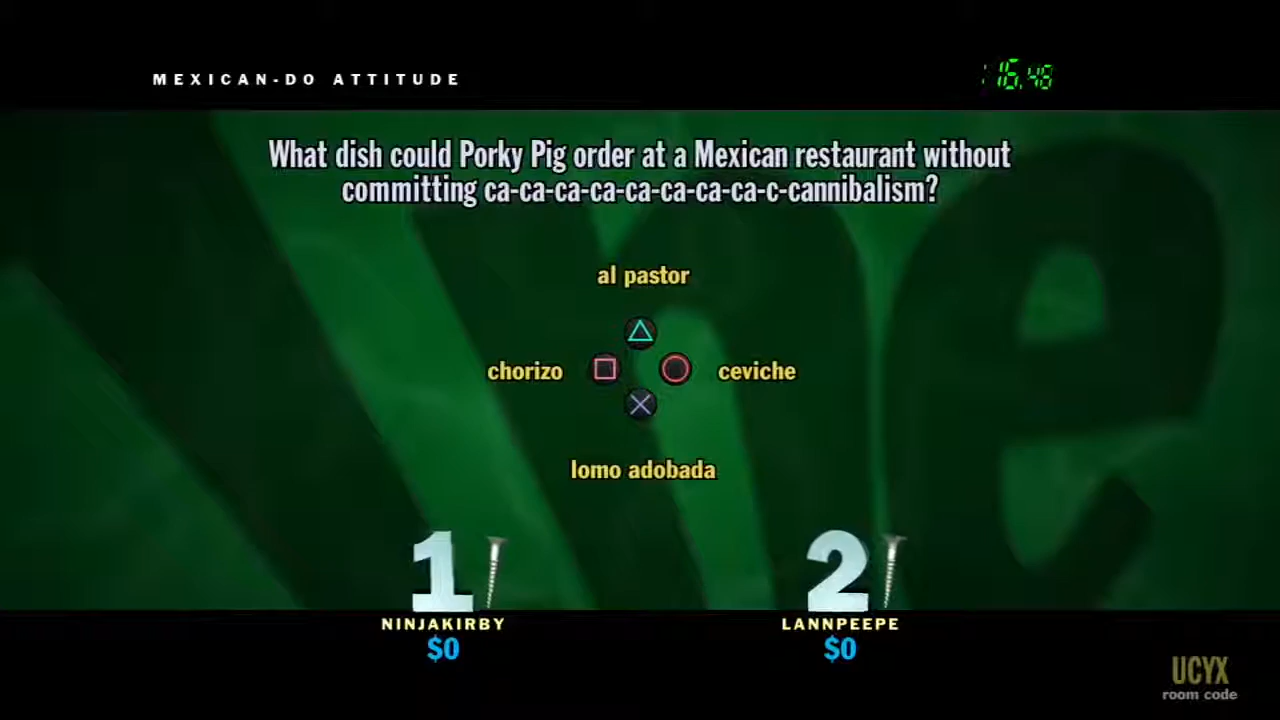 MEXICAN-DO ATTITUDE
16.48
What dish could Porky Pig order at a Mexican restaurant without
committing ca-ca-ca-ca-ca-ca-ca-ca-c-cannibalism?
al pastor
chorizo
ceviche
lomo adobada
1
2
NINJAKIRBY
LANNPEEPE
$0
$0
UCYX
room code